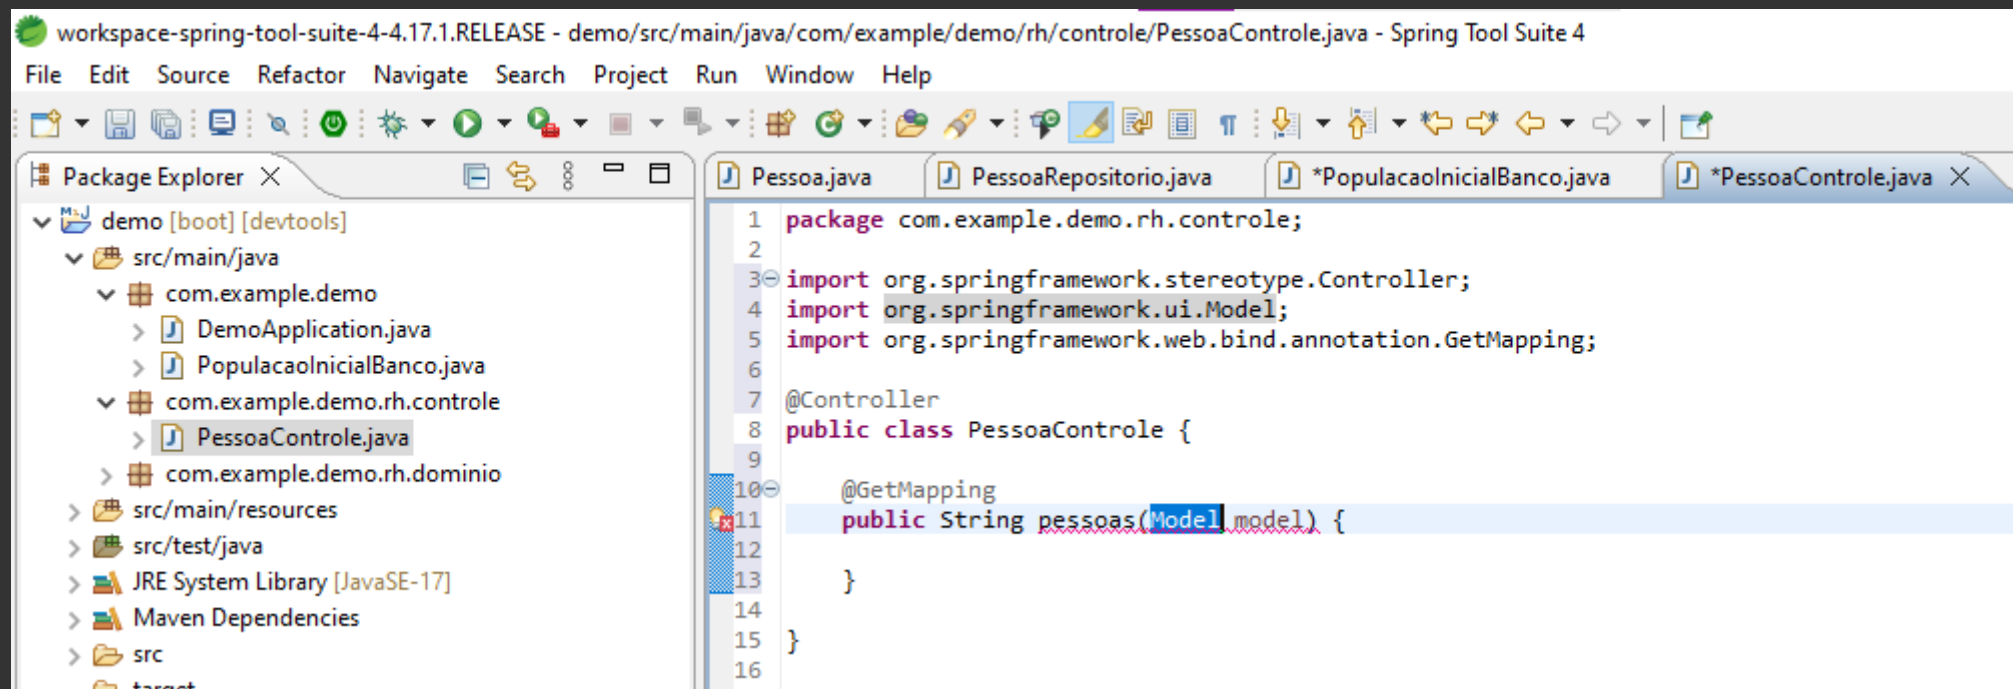 workspace-spring-tool-suite-4-4.17.1.RELEASE - demo/src/main/java/com/example/demo/rh/controle/PessoaControle.java - Spring Tool Suite 4
File Edit Source Refactor Navigate Search Project Run Window Help
Package Explorer
demo [boot] [devtools]
src/main/java
com.example.demo
DemoApplication.java
PopulacaoInicialBanco.java
com.example.demo.rh.controle
PessoaControle.java
com.example.demo.rh.dominio
src/main/resources
src/test/java
JRE System Library [JavaSE-17]
Maven Dependencies
src
target
Pessoa.java PessoaRepositorio.java *PopulacaoInicialBanco.java *PessoaControle.java
1 package com.example.demo.rh.controle;
2
3 import org.springframework.stereotype.Controller;
4 import org.springframework.ui.Model;
5 import org.springframework.web.bind.annotation.GetMapping;
6
7 @Controller
8 public class PessoaControle {
9
10 @GetMapping
11 public String pessoas(Model model) {
12
13 }
14
15 }
16